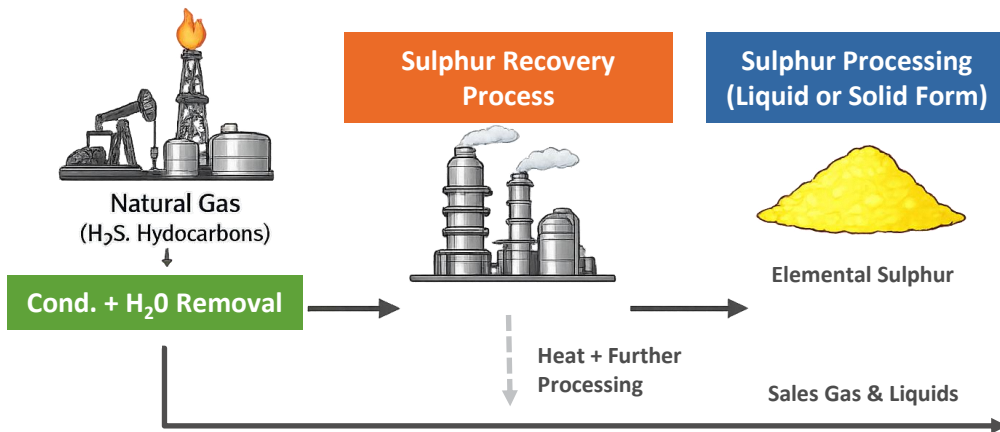 Sulphur Recovery
Process
Sulphur Processing
(Liquid or Solid Form)
Natural Gas
(H₂S. Hydocarbons)
Cond. + H₂0 Removal
Elemental Sulphur
Heat + Further
Processing
Sales Gas & Liquids